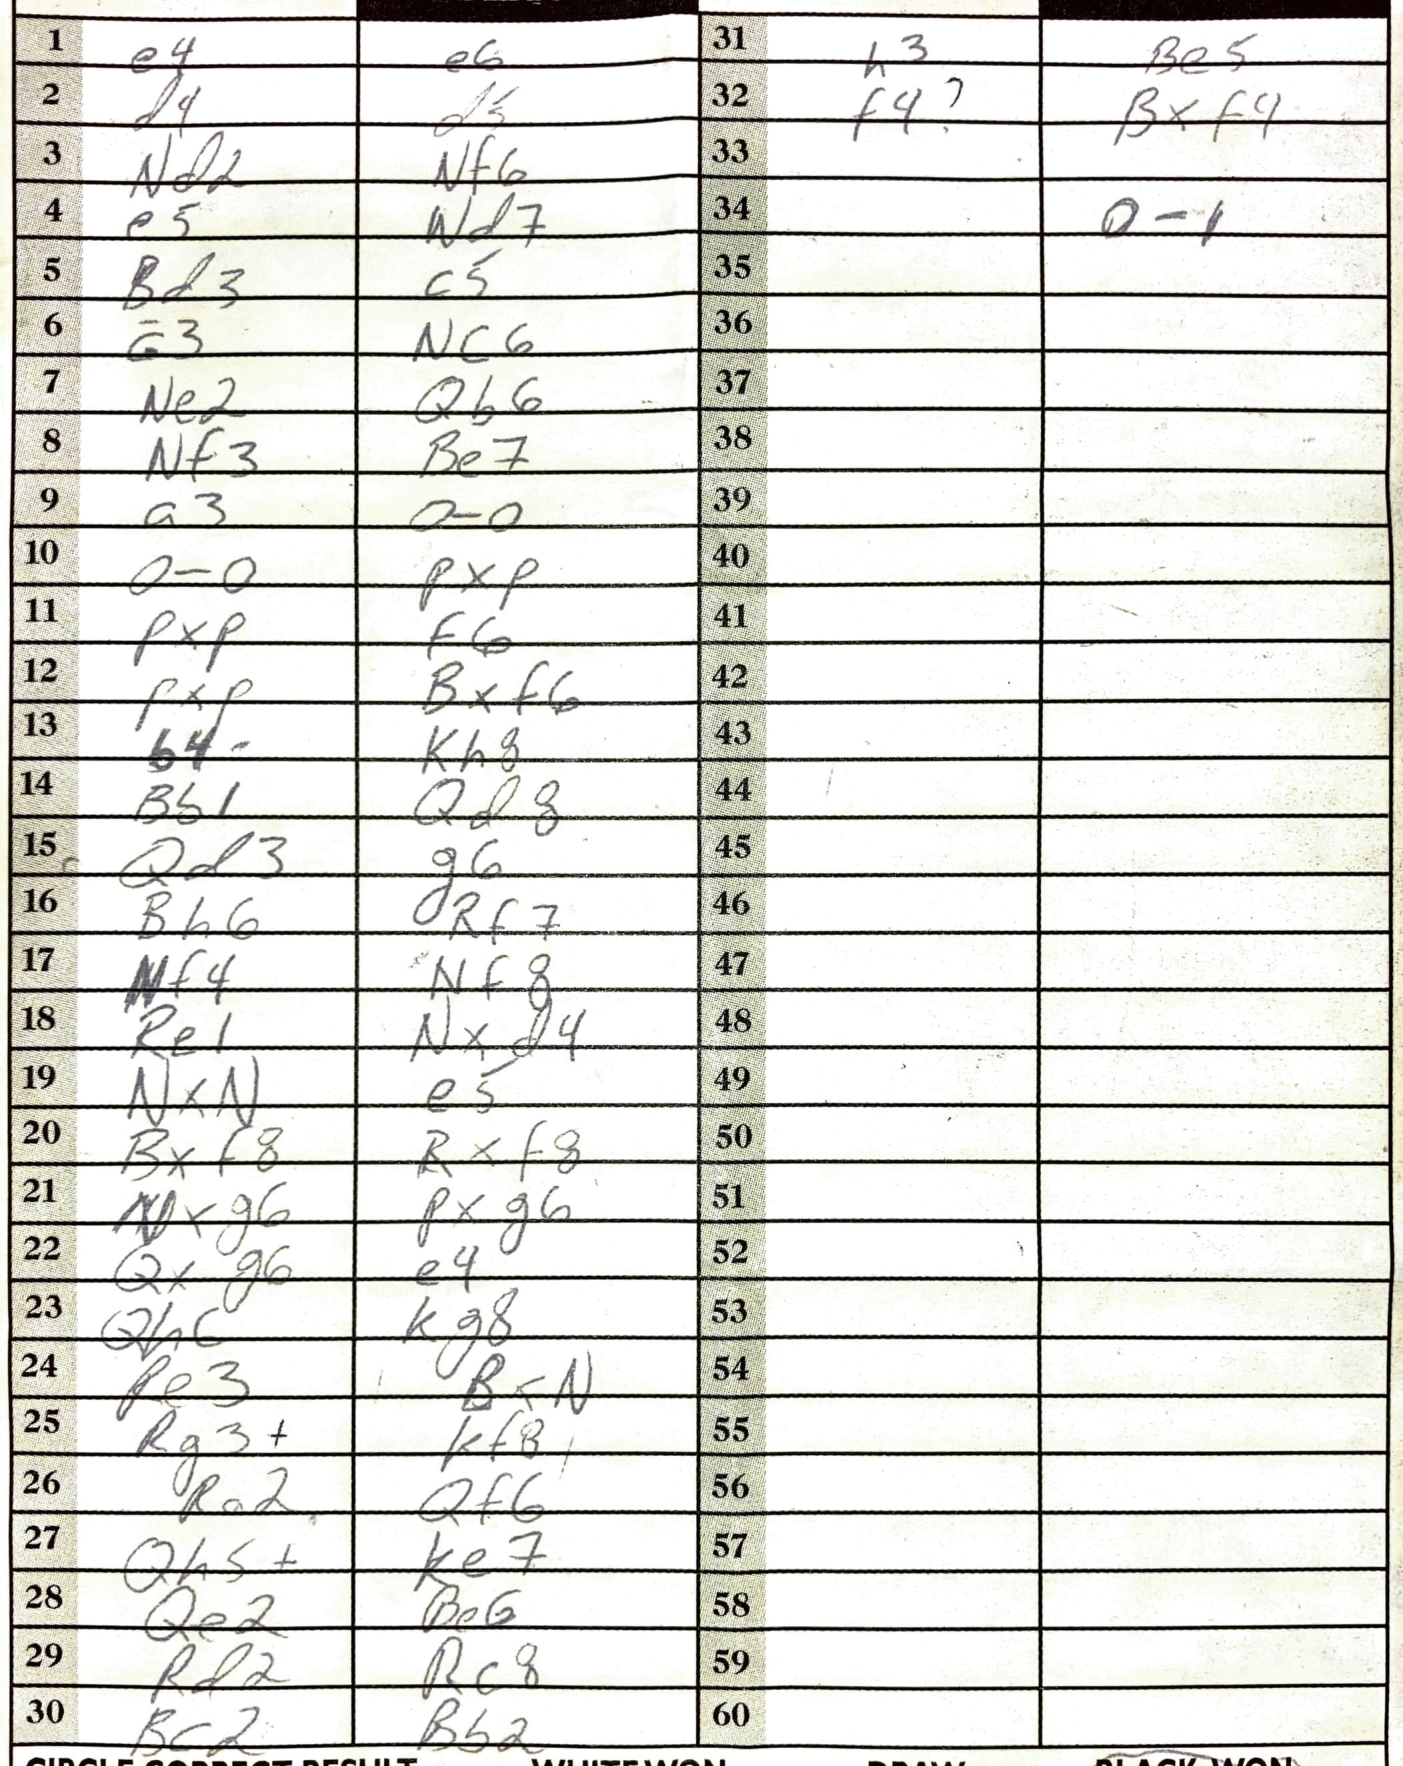 1 e4 e6
2 d4 d5
3 Nd2 Nf6
4 e5 Nd7
5 Bd3 c5
6 c3 Nc6
7 Ne2 Qb6
8 Nf3 Be7
9 a3 0-0
10 0-0 pxp
11 pxp F6
12 pxp Bxf6
13 b4 Kh8
14 Bb1 Qd8
15 Qd3 g6
16 Bh6 Rf7
17 Nf4 Nf8
18 Re1 Nxd4
19 NxN e5
20 Bxf8 Rxf8
21 Nxg6 pxg6
22 Qxg6 e4
23 Qh6 Kg8
24 Re3 BxN
25 Rg3+ Kf8
26 Ra2 Qf6
27 Qh5+ Ke7
28 Qe2 Be6
29 Rd2 Rc8
30 Bc2 Bb2
31 h3 Be5
32 f4? Bxf4
33
34 0-1
35
36
37
38
39
40
41
42
43
44
45
46
47
48
49
50
51
52
53
54
55
56
57
58
59
60
CIRCLE CORRECT RESULT WHITE WON DRAW BLACK WON